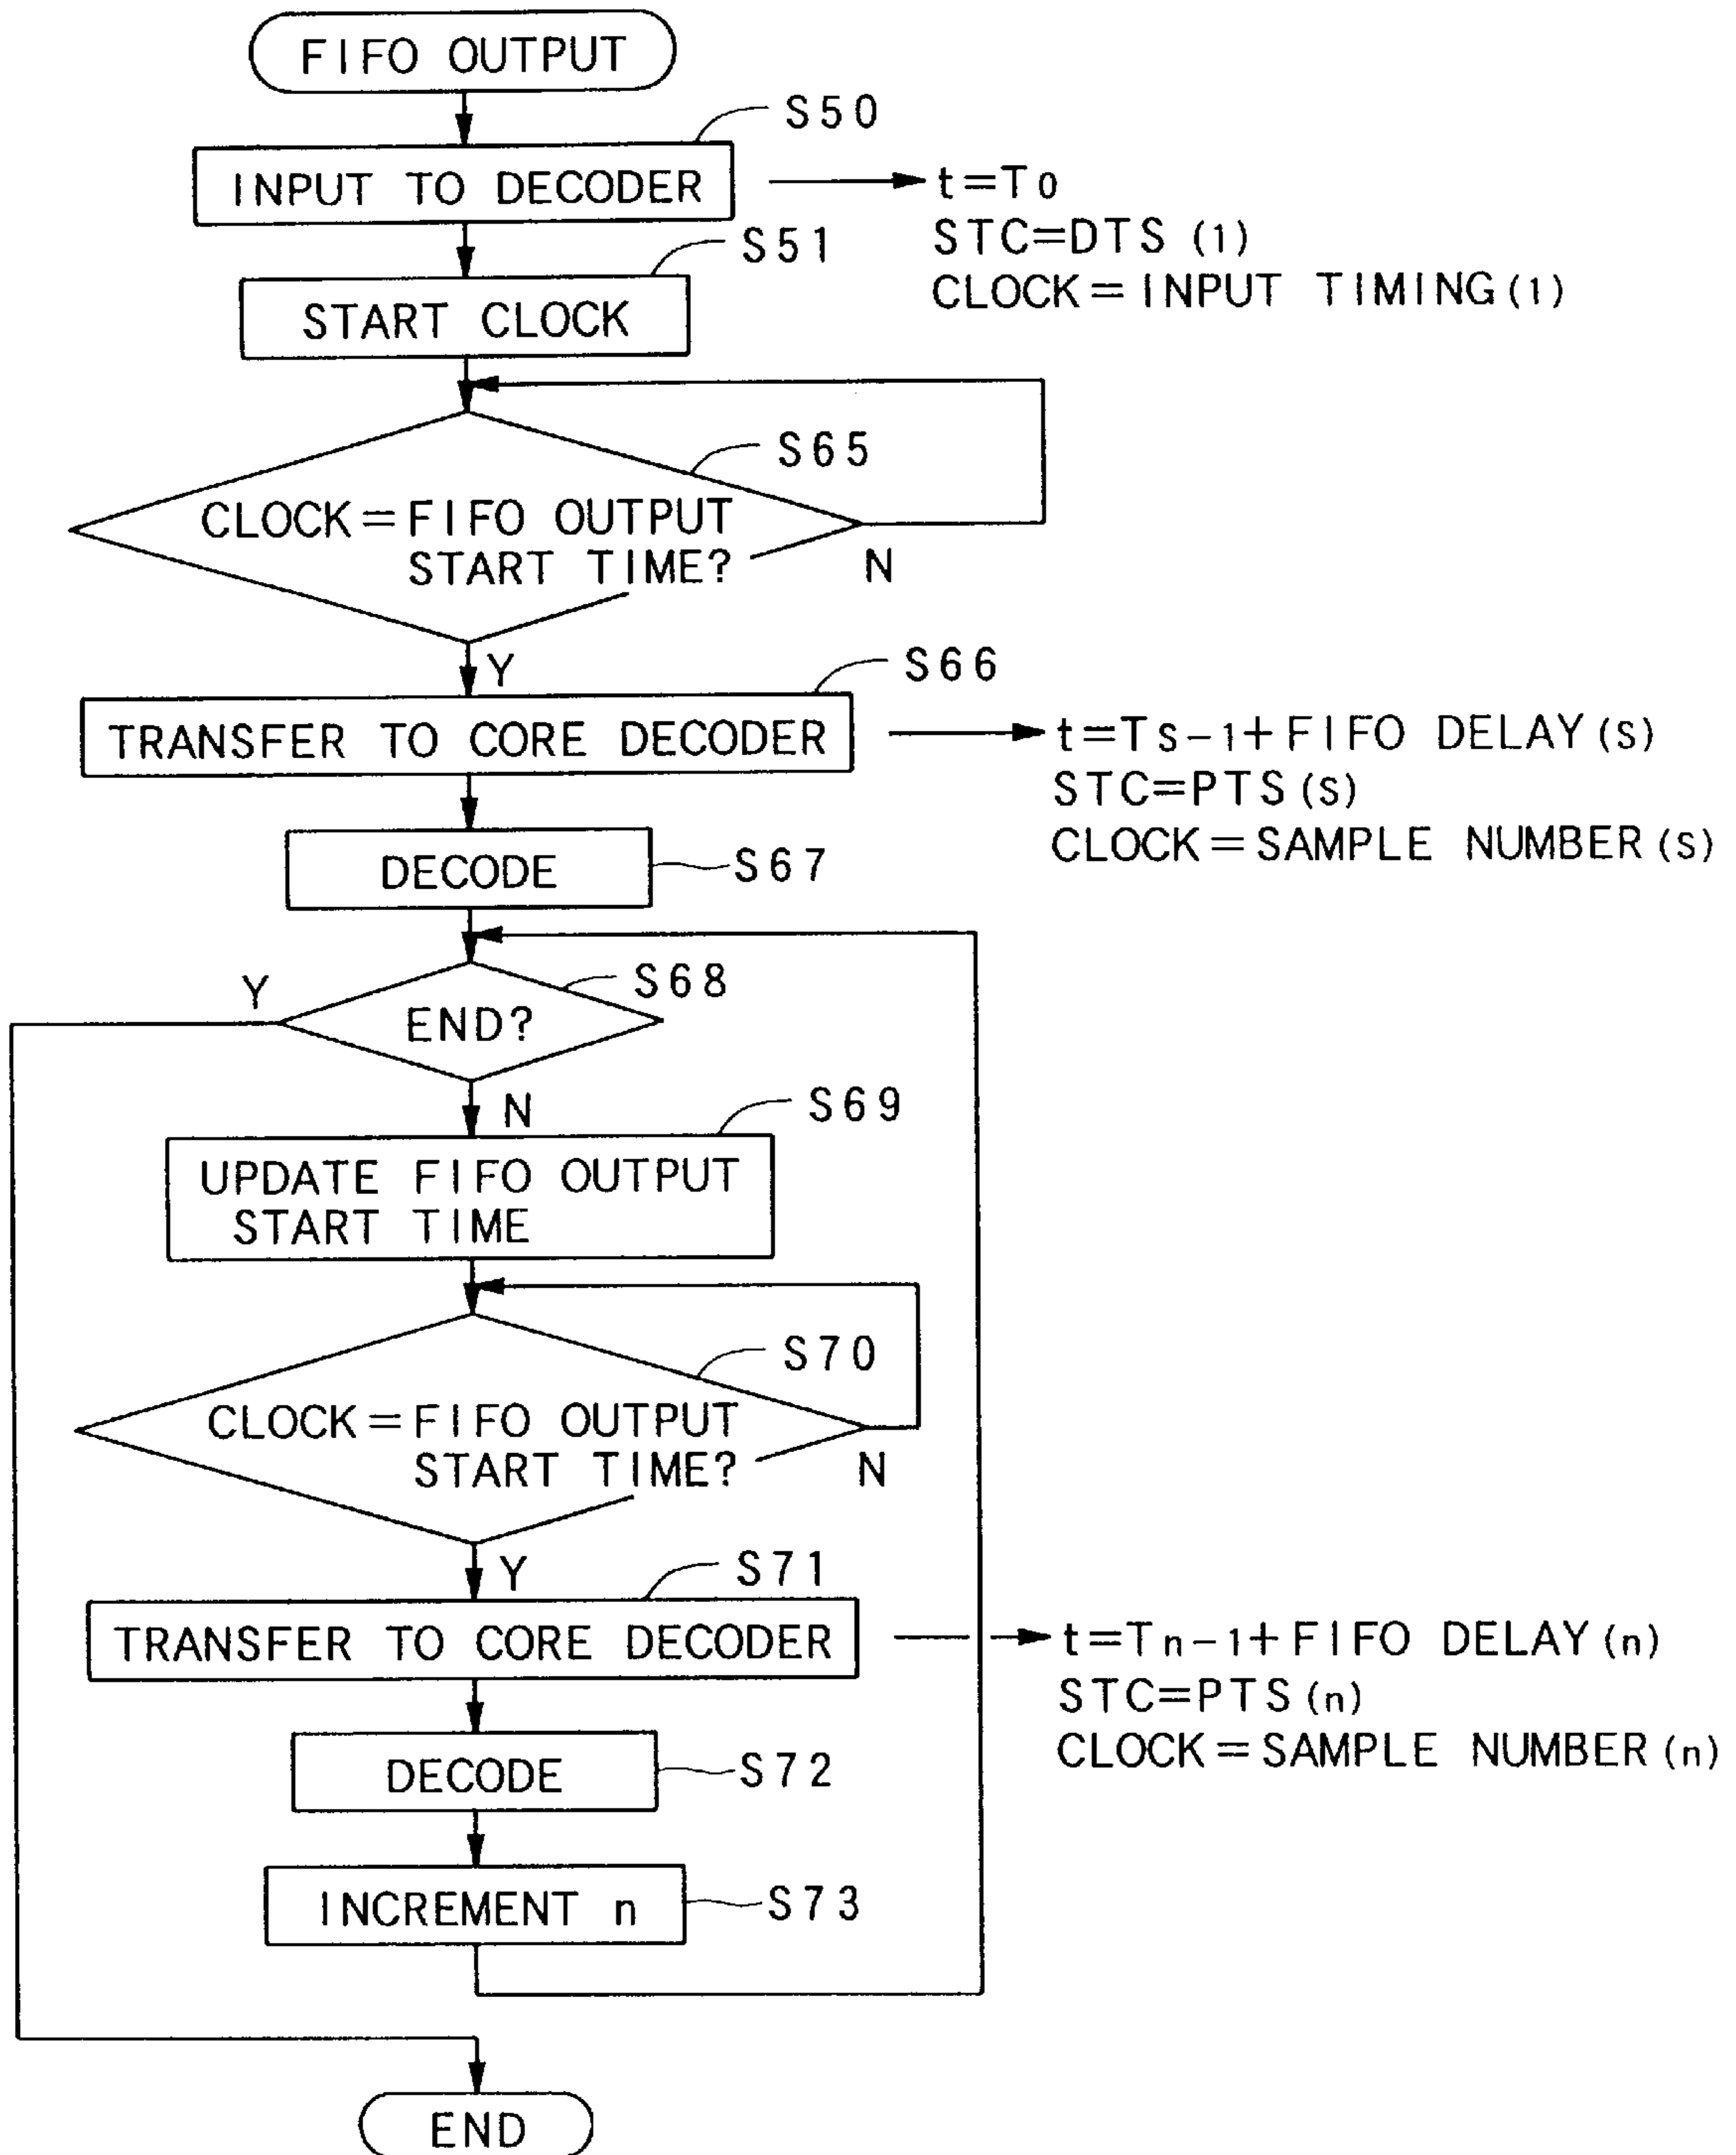 FIFO OUTPUT
S50
INPUT TO DECODER
t=T0
STC=DTS(1)
CLOCK=INPUT TIMING(1)
S51
START CLOCK
S65
CLOCK=FIFO OUTPUT
START TIME?
N
Y
S66
TRANSFER TO CORE DECODER
t=Ts-1+FIFO DELAY(s)
STC=PTS(s)
CLOCK=SAMPLE NUMBER(s)
DECODE
S67
Y
S68
END?
N
S69
UPDATE FIFO OUTPUT
START TIME
S70
CLOCK=FIFO OUTPUT
START TIME?
N
Y
S71
TRANSFER TO CORE DECODER
t=Tn-1+FIFO DELAY(n)
STC=PTS(n)
CLOCK=SAMPLE NUMBER(n)
DECODE
S72
INCREMENT n
S73
END